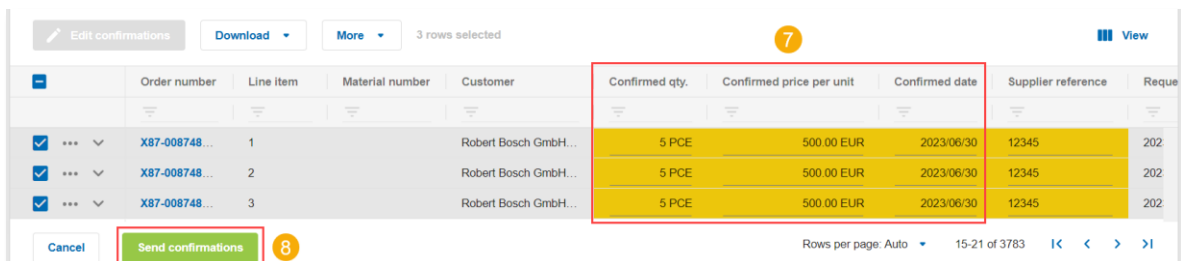 Edit confirmations Download More 3 rows selected 7 View
Order number Line item Material number Customer Confirmed qty. Confirmed price per unit Confirmed date Supplier reference Reque
X87-008748... 1 Robert Bosch GmbH... 5 PCE 500.00 EUR 2023/06/30 12345 202
X87-008748... 2 Robert Bosch GmbH... 5 PCE 500.00 EUR 2023/06/30 12345 202
X87-008748... 3 Robert Bosch GmbH... 5 PCE 500.00 EUR 2023/06/30 12345 202
Cancel Send confirmations 8 Rows per page: Auto 15-21 of 3783